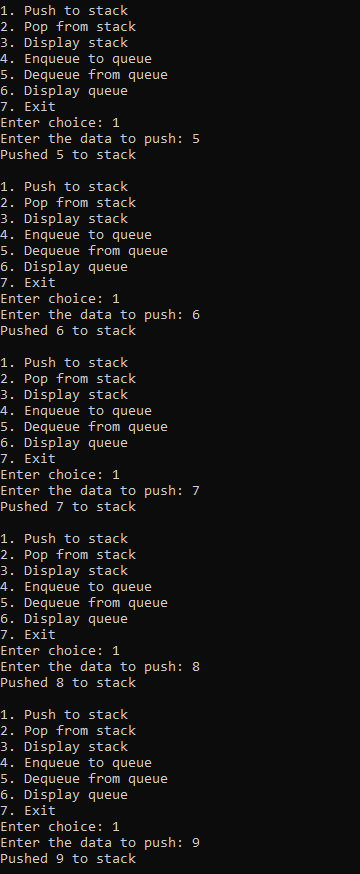 1. Push to stack
2. Pop from stack
3. Display stack
4. Enqueue to queue
5. Dequeue from queue
6. Display queue
7. Exit
Enter choice: 1
Enter the data to push: 5
Pushed 5 to stack

1. Push to stack
2. Pop from stack
3. Display stack
4. Enqueue to queue
5. Dequeue from queue
6. Display queue
7. Exit
Enter choice: 1
Enter the data to push: 6
Pushed 6 to stack

1. Push to stack
2. Pop from stack
3. Display stack
4. Enqueue to queue
5. Dequeue from queue
6. Display queue
7. Exit
Enter choice: 1
Enter the data to push: 7
Pushed 7 to stack

1. Push to stack
2. Pop from stack
3. Display stack
4. Enqueue to queue
5. Dequeue from queue
6. Display queue
7. Exit
Enter choice: 1
Enter the data to push: 8
Pushed 8 to stack

1. Push to stack
2. Pop from stack
3. Display stack
4. Enqueue to queue
5. Dequeue from queue
6. Display queue
7. Exit
Enter choice: 1
Enter the data to push: 9
Pushed 9 to stack